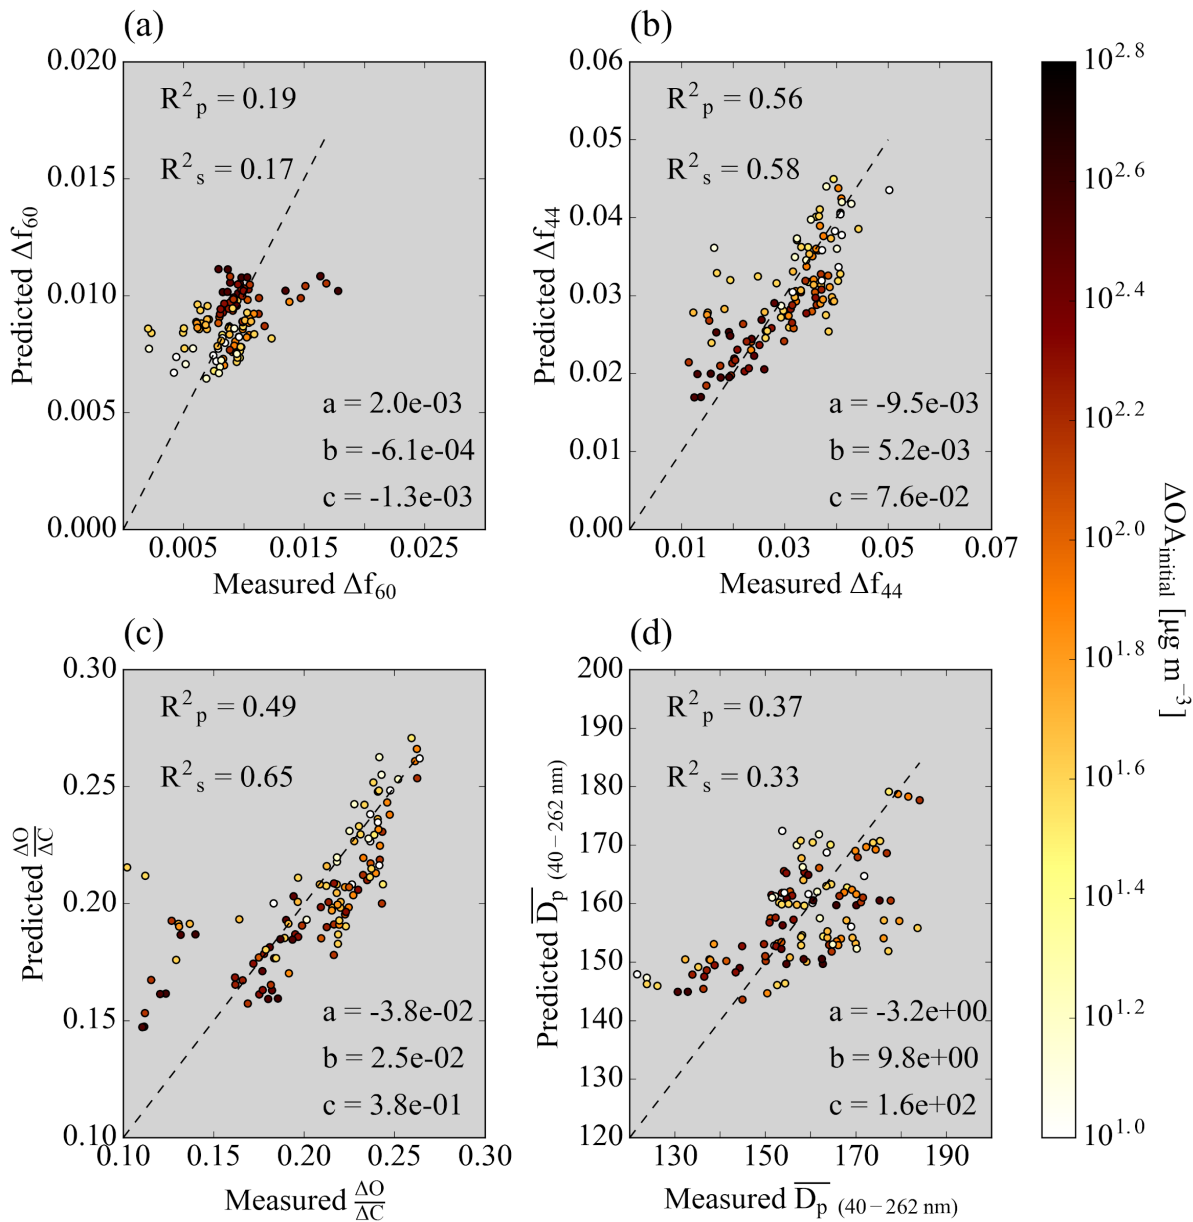 (a)
R²p = 0.19
R²s = 0.17
a = 2.0e-03
b = -6.1e-04
c = -1.3e-03
0.020
0.015
0.010
0.005
0.000
0.005 0.015 0.025
Predicted Δf60
Measured Δf60
(b)
R²p = 0.56
R²s = 0.58
a = -9.5e-03
b = 5.2e-03
c = 7.6e-02
0.06
0.05
0.04
0.03
0.02
0.01
0.00
0.01 0.03 0.05 0.07
Predicted Δf44
Measured Δf44
(c)
R²p = 0.49
R²s = 0.65
a = -3.8e-02
b = 2.5e-02
c = 3.8e-01
0.30
0.25
0.20
0.15
0.10
0.10 0.15 0.20 0.25 0.30
Predicted ΔO/ΔC
Measured ΔO/ΔC
(d)
R²p = 0.37
R²s = 0.33
a = -3.2e+00
b = 9.8e+00
c = 1.6e+02
200
190
180
170
160
150
140
130
120
130 150 170 190
Predicted D̅p (40−262 nm)
Measured D̅p (40−262 nm)
10^2.8
10^2.6
10^2.4
10^2.2
10^2.0
10^1.8
10^1.6
10^1.4
10^1.2
10^1.0
ΔOAinitial [μg m⁻³]